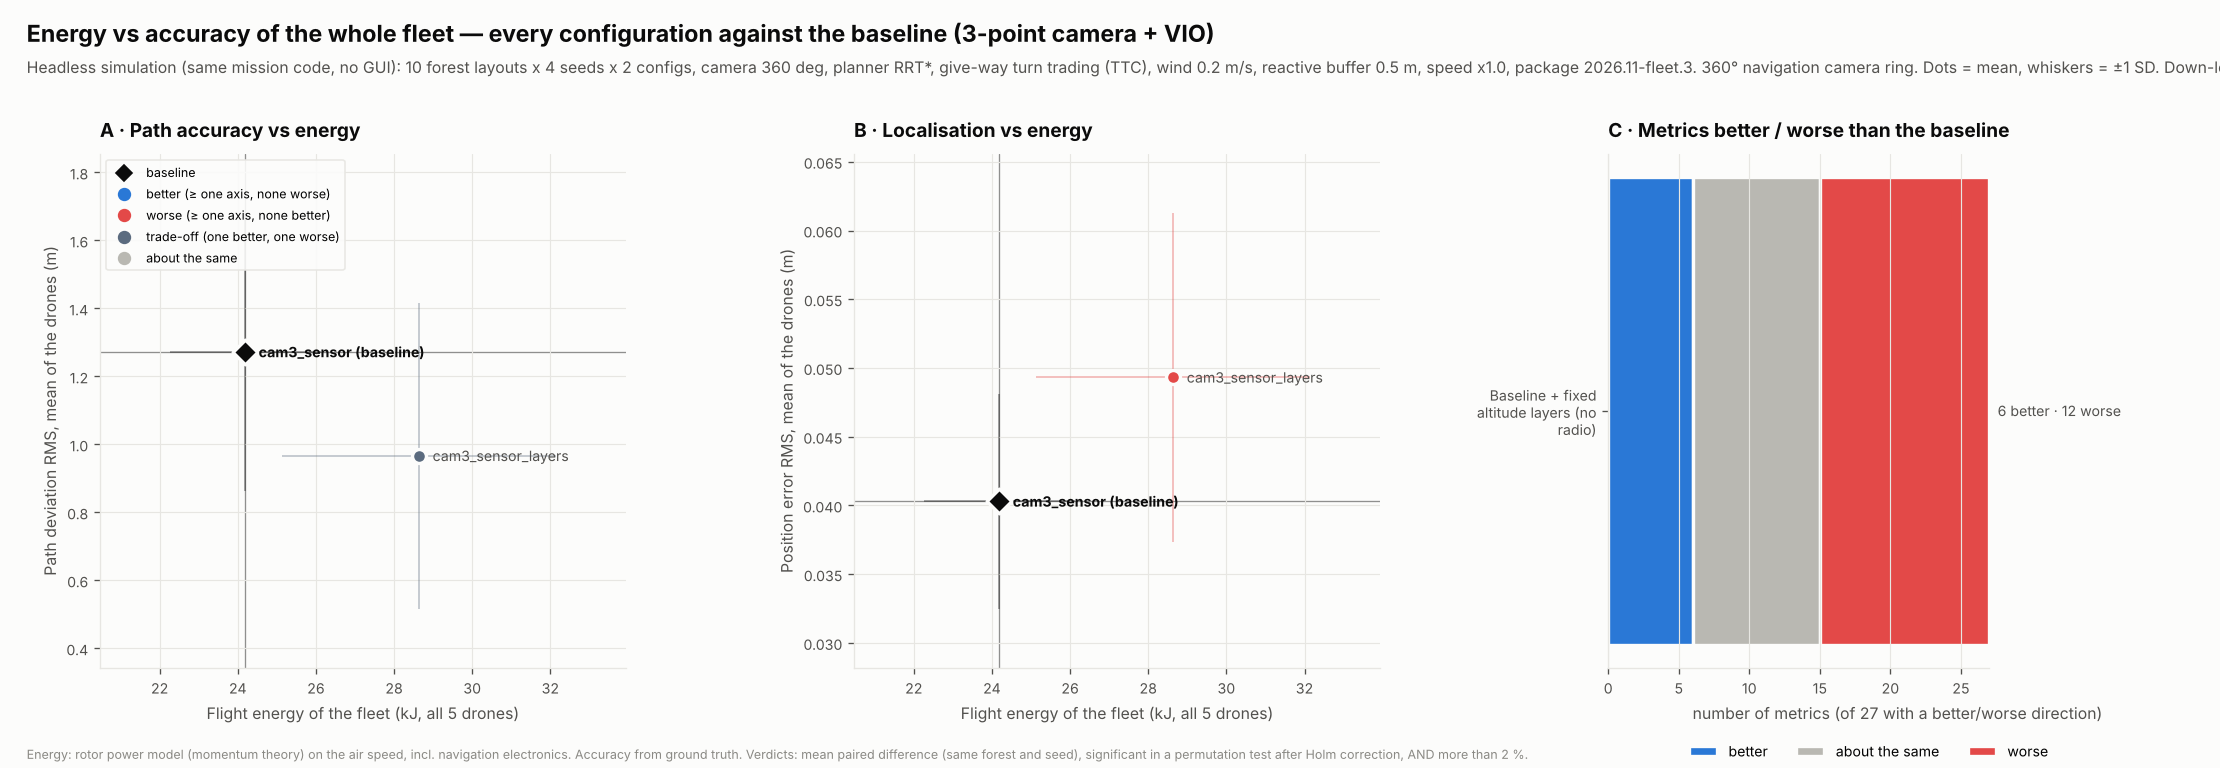 Energy vs accuracy of the whole fleet — every configuration against the baseline (3-point camera + VIO)
Headless simulation (same mission code, no GUI): 10 forest layouts x 4 seeds x 2 configs, camera 360 deg, planner RRT*, give-way turn trading (TTC), wind 0.2 m/s, reactive buffer 0.5 m, speed x1.0, package 2026.11-fleet.3. 360° navigation camera ring. Dots = mean, whiskers = ±1 SD.
A · Path accuracy vs energy
baseline
better (≥ one axis, none worse)
worse (≥ one axis, none better)
trade-off (one better, one worse)
about the same
1.8
1.6
1.4
1.2
1.0
0.8
0.6
0.4
Path deviation RMS, mean of the drones (m)
cam3_sensor (baseline)
cam3_sensor_layers
22
24
26
28
30
32
Flight energy of the fleet (kJ, all 5 drones)
B · Localisation vs energy
0.065
0.060
0.055
0.050
0.045
0.040
0.035
0.030
Position error RMS, mean of the drones (m)
cam3_sensor_layers
cam3_sensor (baseline)
22
24
26
28
30
32
Flight energy of the fleet (kJ, all 5 drones)
C · Metrics better / worse than the baseline
Baseline + fixed
altitude layers (no
radio)
6 better · 12 worse
0
5
10
15
20
25
number of metrics (of 27 with a better/worse direction)
better
about the same
worse
Energy: rotor power model (momentum theory) on the air speed, incl. navigation electronics. Accuracy from ground truth. Verdicts: mean paired difference (same forest and seed), significant in a permutation test after Holm correction, AND more than 2 %.